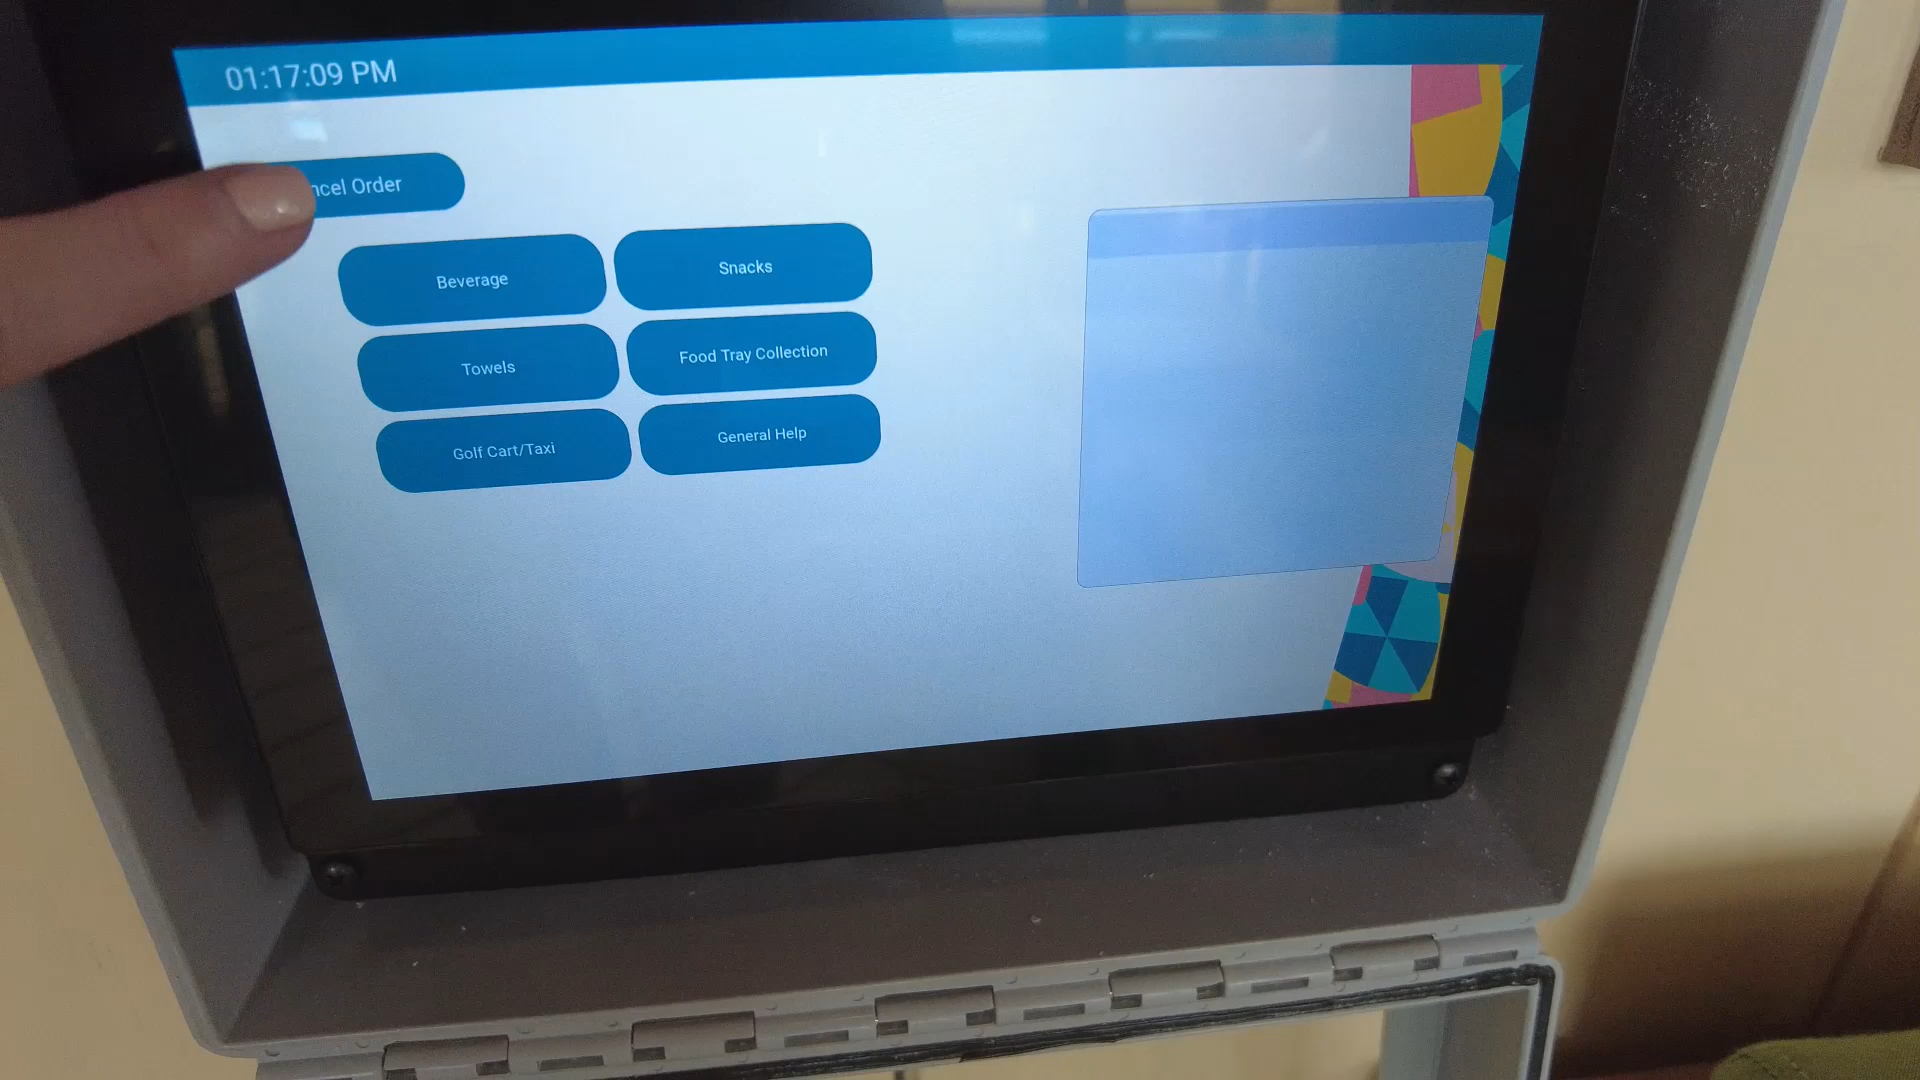 01:17:09 PM
ncel Order
Beverage
Snacks
Towels
Food Tray Collection
Golf Cart/Taxi
General Help